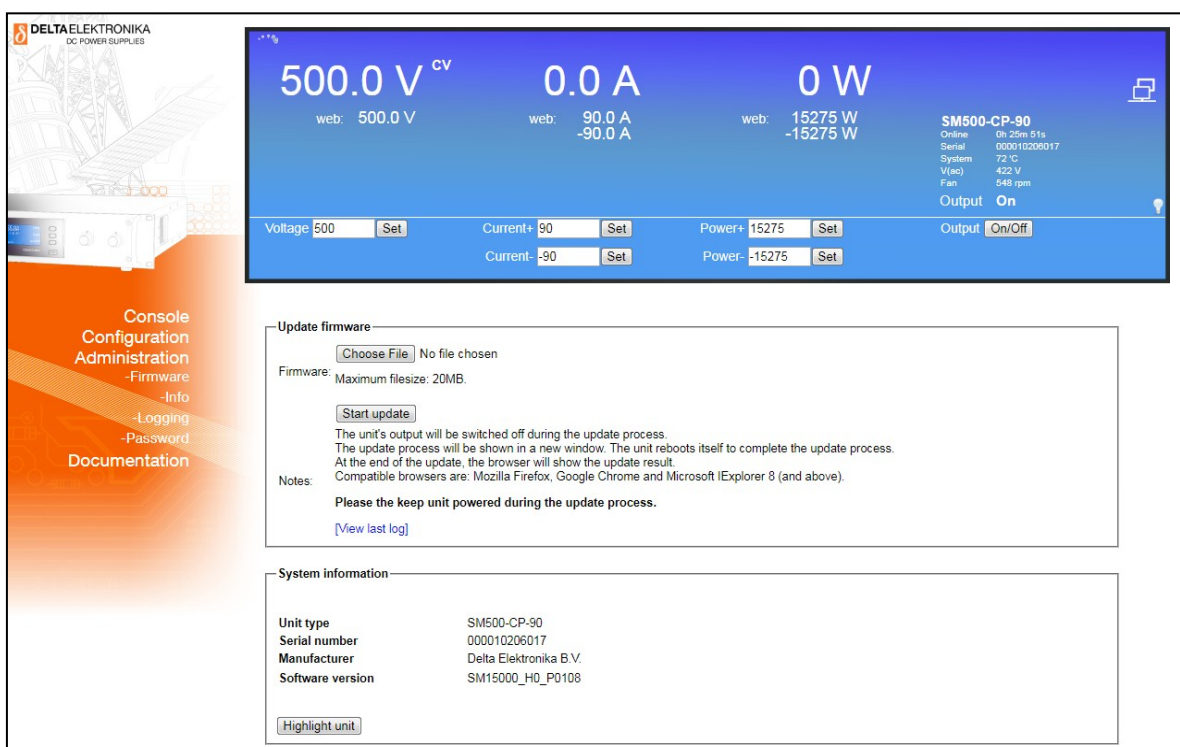 DELTAELEKTRONIKA
DC POWER SUPPLIES
500.0 V CV 0.0 A 0 W
web: 500.0 V web: 90.0 A web: 15275 W
-90.0 A -15275 W
SM500-CP-90
Online 0h 25m 51s
Serial 000010206017
System 72 °C
V(ac) 422 V
Fan 548 rpm
Output On
Voltage 500 Set Current+ 90 Set Power+ 15275 Set Output On/Off
Current- -90 Set Power- -15275 Set
Console
Configuration
Administration
-Firmware
-Info
-Logging
-Password
Documentation
Update firmware
Firmware: Choose File No file chosen
Maximum filesize: 20MB.
Start update
Notes:
The unit's output will be switched off during the update process.
The update process will be shown in a new window. The unit reboots itself to complete the update process.
At the end of the update, the browser will show the update result.
Compatible browsers are: Mozilla Firefox, Google Chrome and Microsoft IExplorer 8 (and above).
Please the keep unit powered during the update process.
[View last log]
System information
Unit type SM500-CP-90
Serial number 000010206017
Manufacturer Delta Elektronika B.V.
Software version SM15000_H0_P0108
Highlight unit